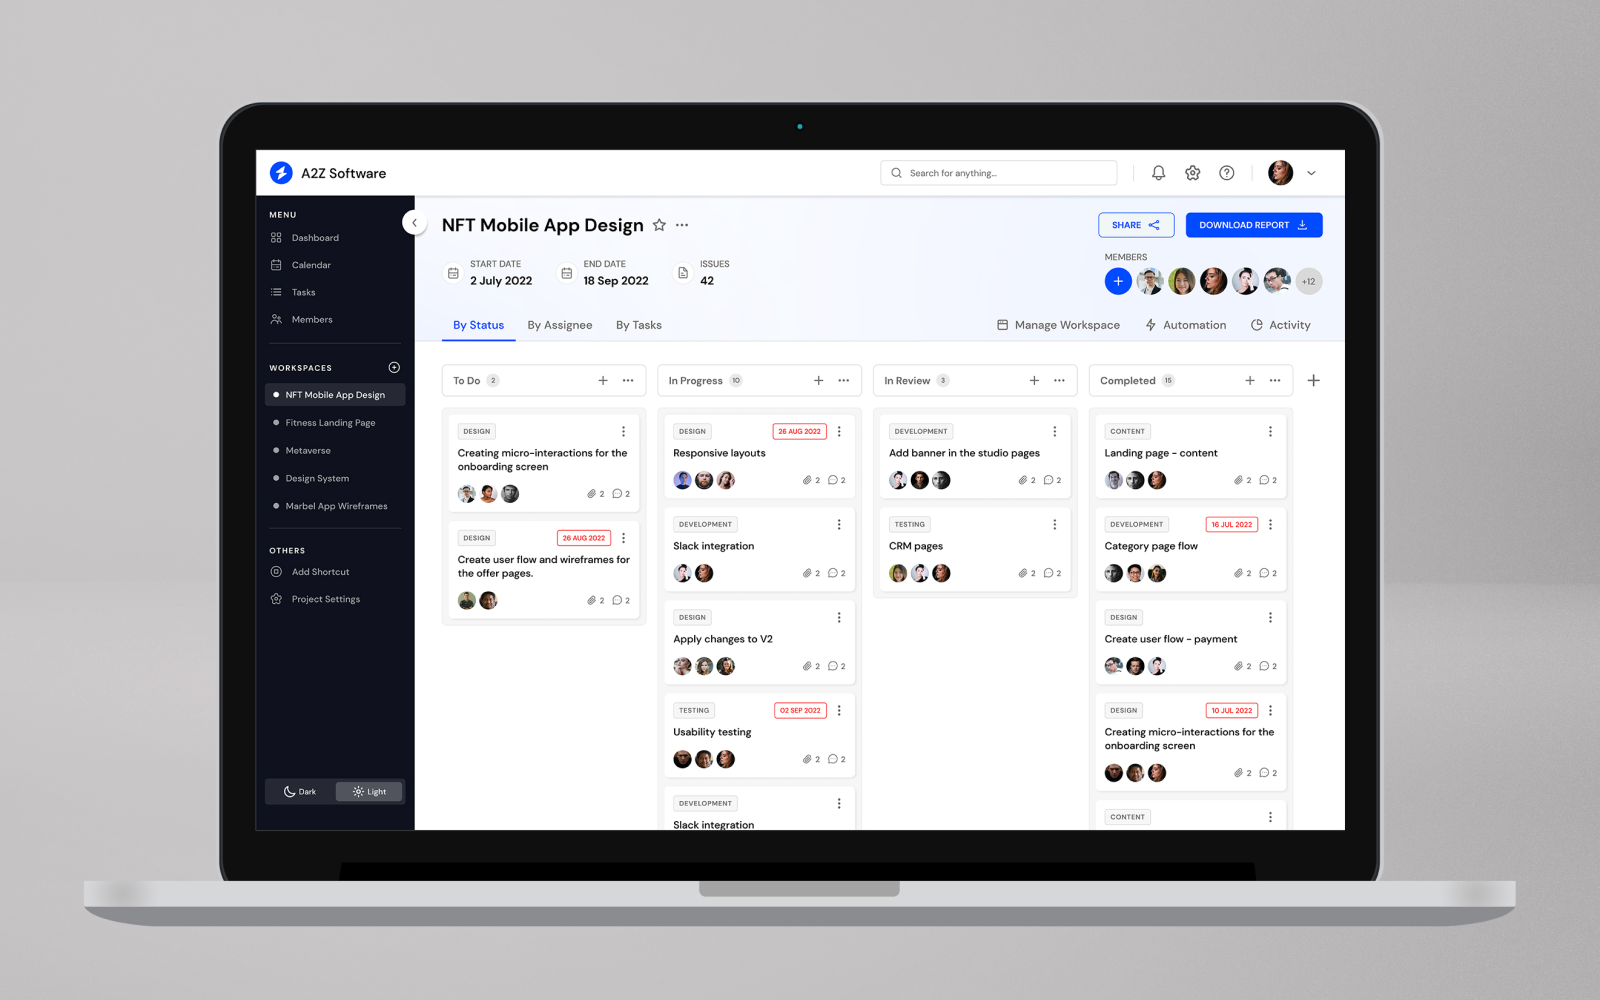 A2Z Software
Search for anything...
MENU
Dashboard
Calendar
Tasks
Members
WORKSPACES
NFT Mobile App Design
Fitness Landing Page
Metaverse
Design System
Marbel App Wireframes
OTHERS
Add Shortcut
Project Settings
Dark
Light
NFT Mobile App Design
SHARE
DOWNLOAD REPORT
START DATE
2 July 2022
END DATE
18 Sep 2022
ISSUES
42
MEMBERS
+12
By Status
By Assignee
By Tasks
Manage Workspace
Automation
Activity
To Do 2
DESIGN
Creating micro-interactions for the
onboarding screen
2 2
DESIGN
26 AUG 2022
Create user flow and wireframes for
the offer pages.
2 2
In Progress 10
DESIGN
26 AUG 2022
Responsive layouts
2 2
DEVELOPMENT
Slack integration
2 2
DESIGN
Apply changes to V2
2 2
TESTING
02 SEP 2022
Usability testing
2 2
DEVELOPMENT
Slack integration
In Review 3
DEVELOPMENT
Add banner in the studio pages
2 2
TESTING
CRM pages
2 2
Completed 15
CONTENT
Landing page - content
2 2
DEVELOPMENT
16 JUL 2022
Category page flow
2 2
DESIGN
Create user flow - payment
2 2
DESIGN
10 JUL 2022
Creating micro-interactions for the
onboarding screen
2 2
CONTENT